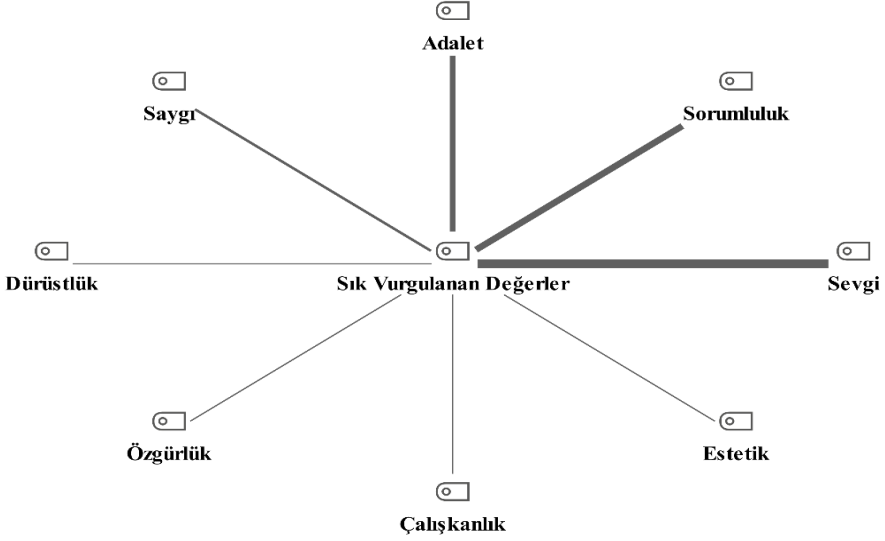 Adalet
Saygı
Sorumluluk
Dürüstlük
Sık Vurgulanan Değerler
Sevgi
Özgürlük
Estetik
Çalışkanlık